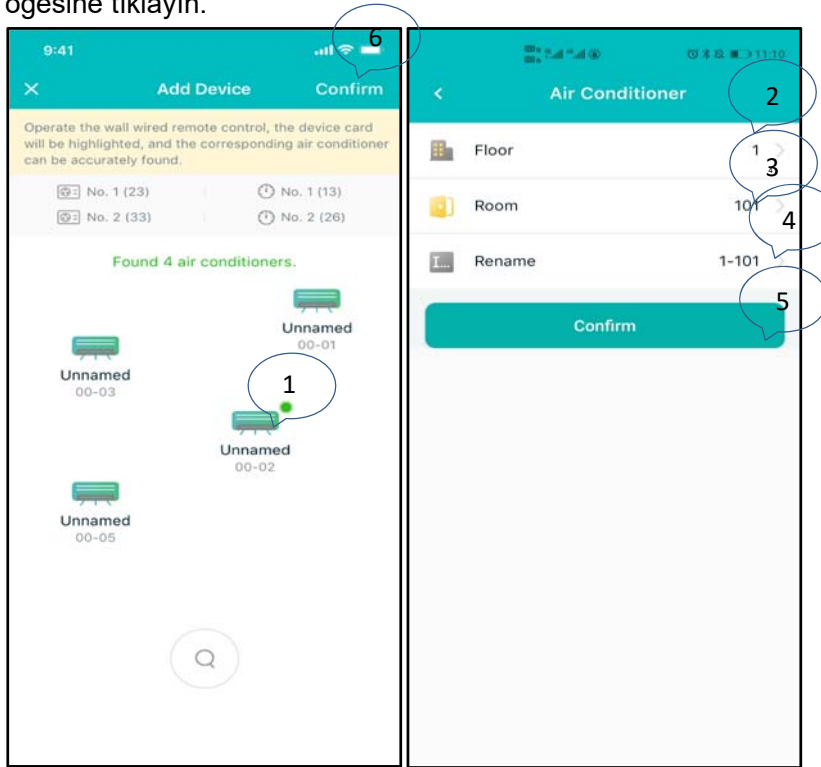 ögesine tıklayın.
9:41
6
Add Device
Confirm
Operate the wall wired remote control, the device card
will be highlighted, and the corresponding air conditioner
can be accurately found.
No. 1 (23)
No. 1 (13)
No. 2 (33)
No. 2 (26)
Found 4 air conditioners.
Unnamed
00-01
Unnamed
00-03
1
Unnamed
00-02
Unnamed
00-05
11:10
Air Conditioner
2
Floor
1
3
Room
101
4
Rename
1-101
5
Confirm